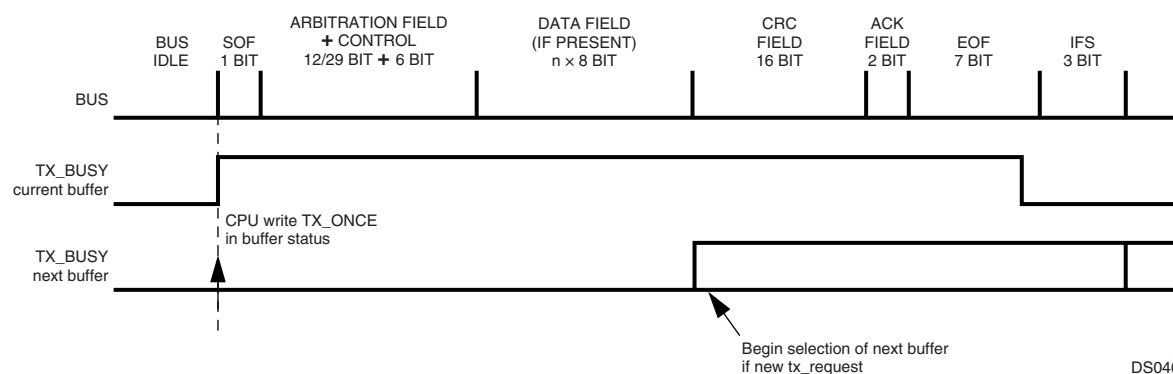 BUS
IDLE
SOF
1 BIT
ARBITRATION FIELD
+ CONTROL
12/29 BIT + 6 BIT
DATA FIELD
(IF PRESENT)
n × 8 BIT
CRC
FIELD
16 BIT
ACK
FIELD
2 BIT
EOF
7 BIT
IFS
3 BIT
BUS
TX_BUSY
current buffer
CPU write TX_ONCE
in buffer status
TX_BUSY
next buffer
Begin selection of next buffer
if new tx_request